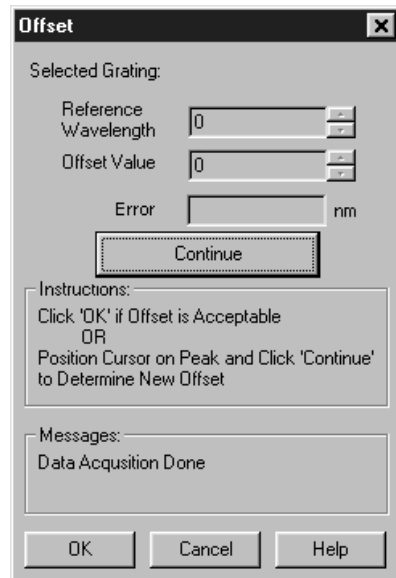 Offset
Selected Grating:
Reference
Wavelength
0
Offset Value
0
Error
nm
Continue
Instructions:
Click 'OK' if Offset is Acceptable
OR
Position Cursor on Peak and Click 'Continue'
to Determine New Offset
Messages:
Data Acqusition Done
OK
Cancel
Help